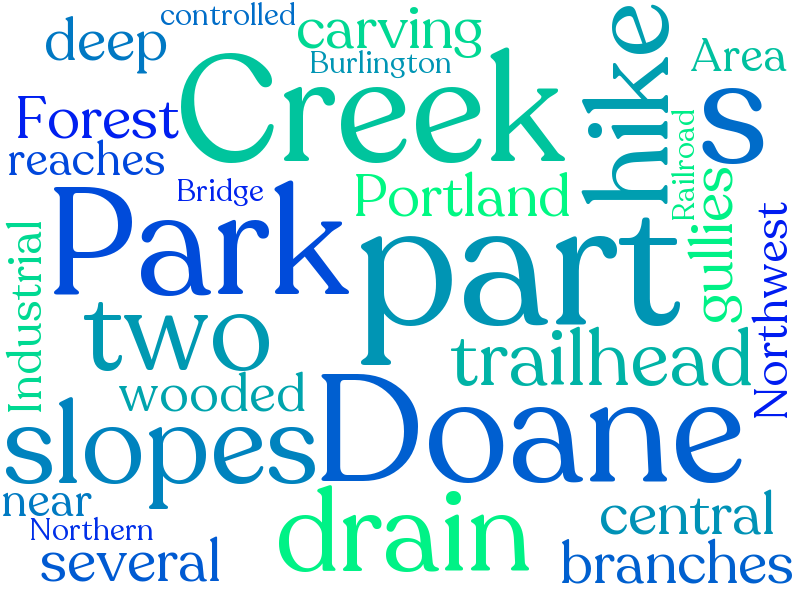 controlled
deep
carving
Burlington
Creek
hike
Area
s
Forest
reaches
Bridge
Portland
Railroad
gullies
Park
part
Industrial
Northwest
two
trailhead
wooded
Doane
slopes
near
drain
central
Northern
several
branches